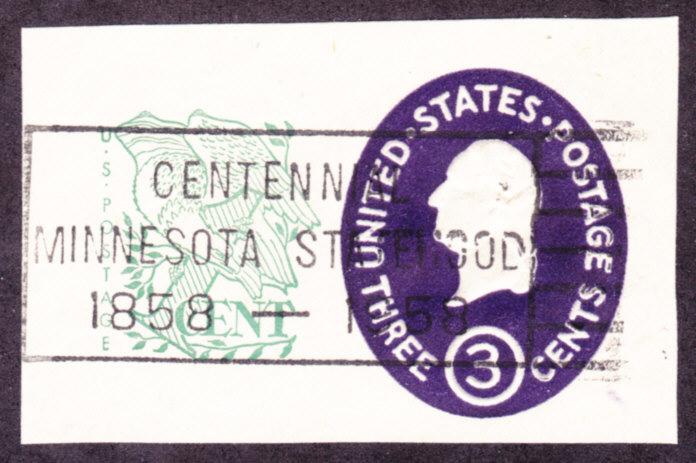 U.S. POSTAGE
CENT
UNITED STATES · POSTAGE
THREE 3 CENTS
CENTENNIAL
MINNESOTA STATEHOOD
1858 — 1958